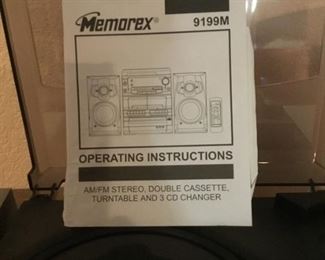 Memorex® 9199M
OPERATING INSTRUCTIONS
AM/FM STEREO, DOUBLE CASSETTE,
TURNTABLE AND 3 CD CHANGER